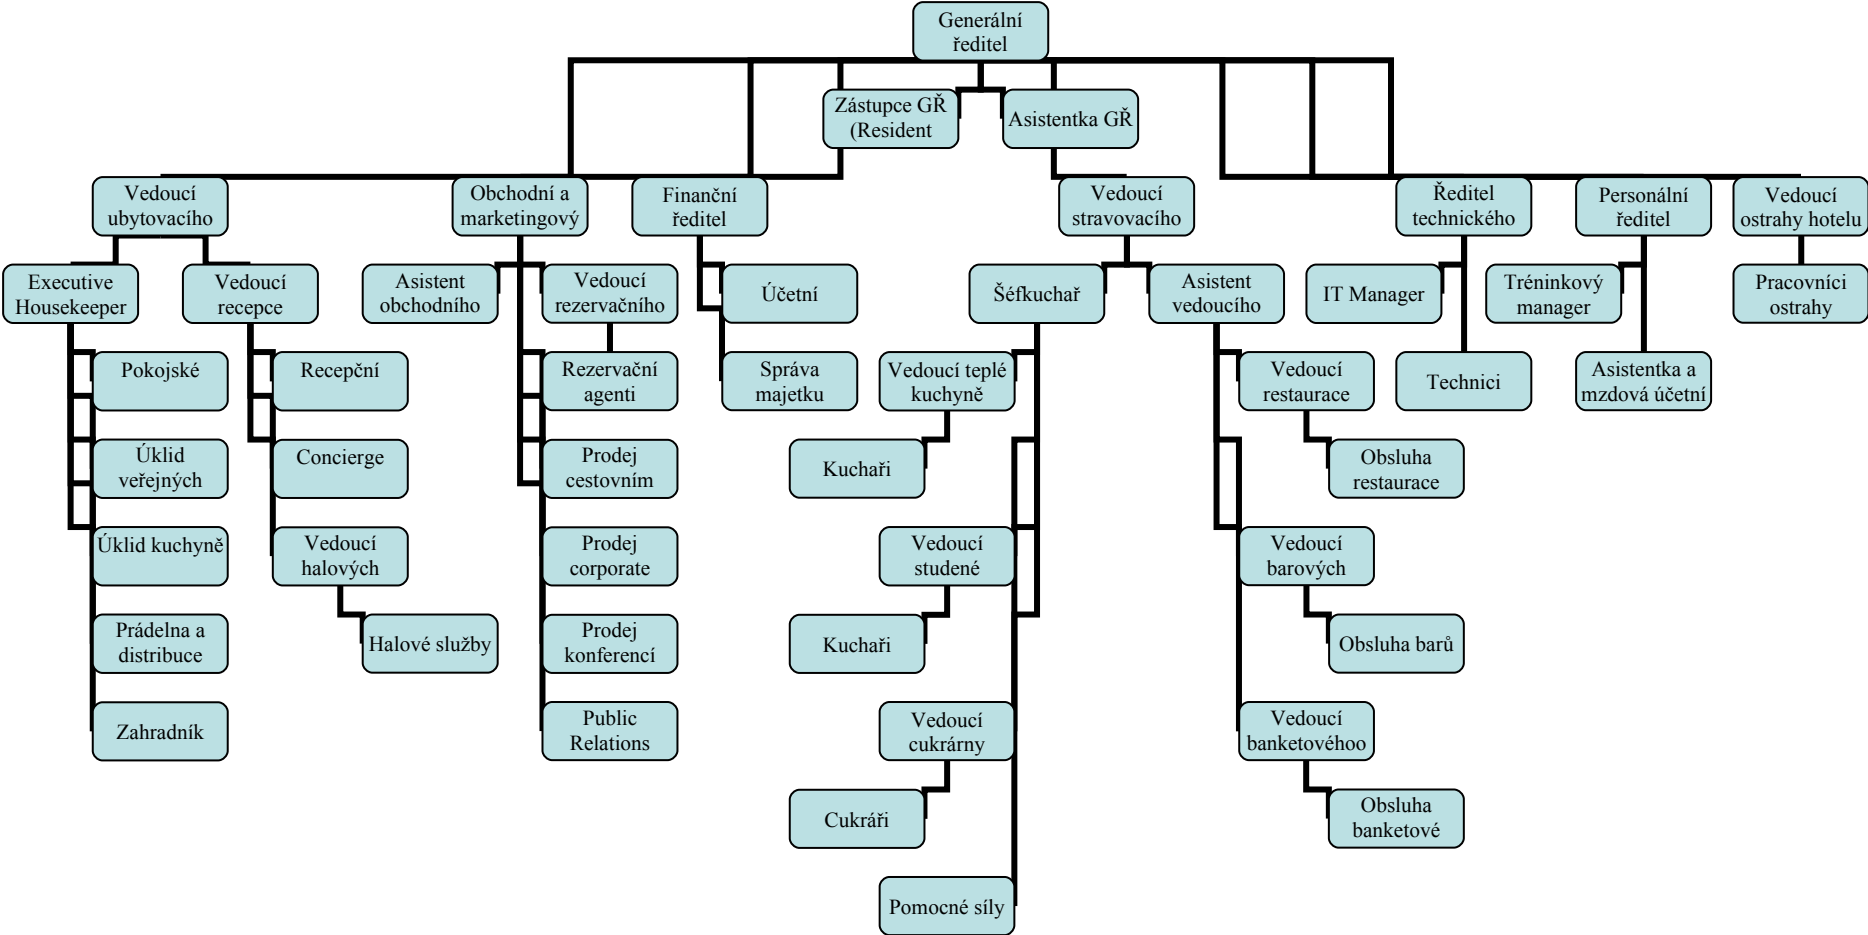 Generální
ředitel
Zástupce GŘ
(Resident
Asistentka GŘ
Vedoucí
ubytovacího
Obchodní a
marketingový
Finanční
ředitel
Vedoucí
stravovacího
Ředitel
technického
Personální
ředitel
Vedoucí
ostrahy hotelu
Executive
Housekeeper
Vedoucí
recepce
Asistent
obchodního
Vedoucí
rezervačního
Účetní
Šéfkuchař
Asistent
vedoucího
IT Manager
Tréninkový
manager
Pracovníci
ostrahy
Pokojské
Recepční
Rezervační
agenti
Správa
majetku
Vedoucí teplé
kuchyně
Vedoucí
restaurace
Technici
Asistentka a
mzdová účetní
Úklid
veřejných
Concierge
Prodej
cestovním
Kuchaři
Obsluha
restaurace
Úklid kuchyně
Vedoucí
halových
Prodej
corporate
Vedoucí
studené
Vedoucí
barových
Prádelna a
distribuce
Halové služby
Prodej
konferencí
Kuchaři
Obsluha barů
Zahradník
Public
Relations
Vedoucí
cukrárny
Vedoucí
banketovéhoo
Cukráři
Obsluha
banketové
Pomocné síly